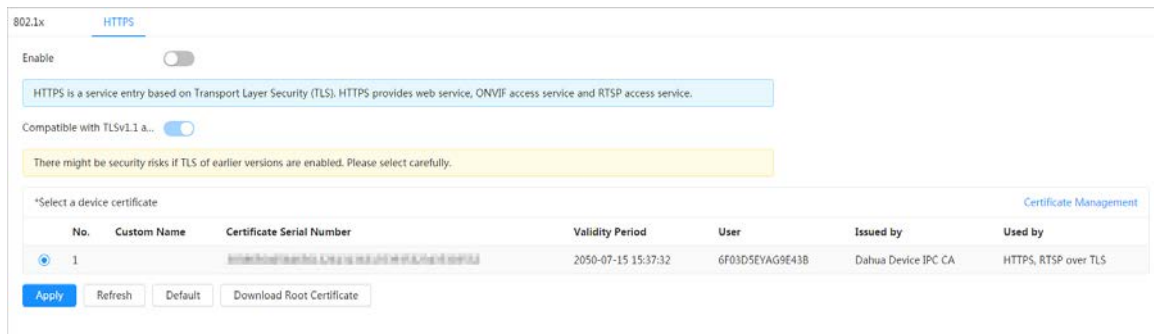 802.1x HTTPS
Enable
HTTPS is a service entry based on Transport Layer Security (TLS). HTTPS provides web service, ONVIF access service and RTSP access service.
Compatible with TLSv1.1 a...
There might be security risks if TLS of earlier versions are enabled. Please select carefully.
*Select a device certificate Certificate Management
No. Custom Name Certificate Serial Number Validity Period User Issued by Used by
1 2050-07-15 15:37:32 6F03D5EYAG9E43B Dahua Device IPC CA HTTPS, RTSP over TLS
Apply Refresh Default Download Root Certificate